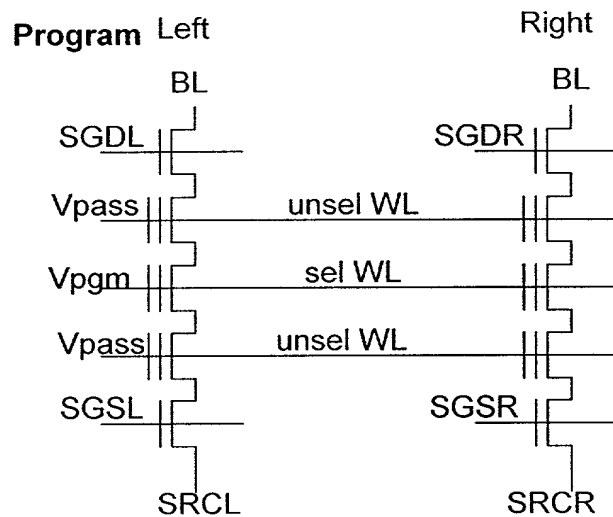 Program Left Right
BL BL
SGDL SGDR
Vpass unsel WL
Vpgm sel WL
Vpass unsel WL
SGSL SGSR
SRCL SRCR